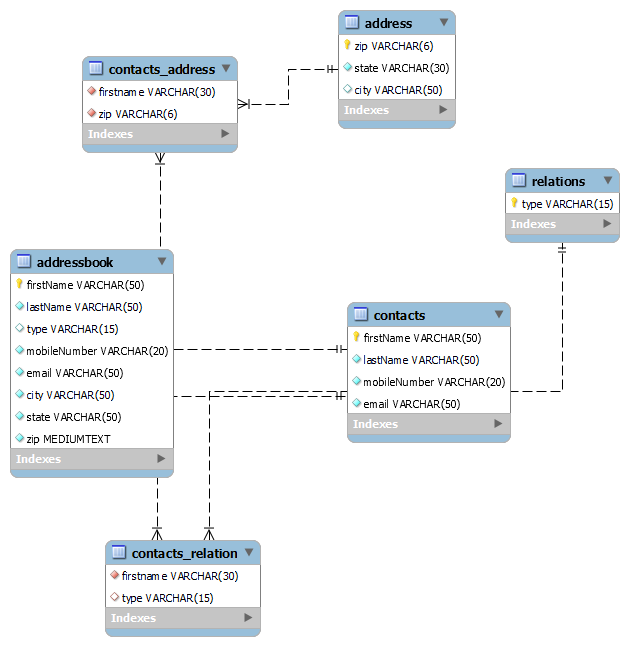 address
zip VARCHAR(6)
state VARCHAR(30)
city VARCHAR(50)
Indexes
contacts_address
firstname VARCHAR(30)
zip VARCHAR(6)
Indexes
relations
type VARCHAR(15)
Indexes
addressbook
firstName VARCHAR(50)
lastName VARCHAR(50)
type VARCHAR(15)
mobileNumber VARCHAR(20)
email VARCHAR(50)
city VARCHAR(50)
state VARCHAR(50)
zip MEDIUMTEXT
Indexes
contacts
firstName VARCHAR(50)
lastName VARCHAR(50)
mobileNumber VARCHAR(20)
email VARCHAR(50)
Indexes
contacts_relation
firstname VARCHAR(30)
type VARCHAR(15)
Indexes